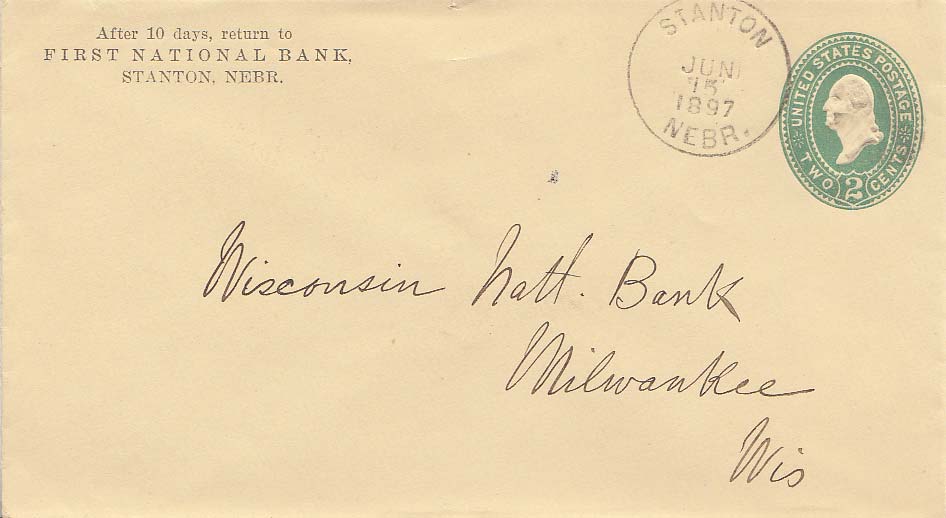 After 10 days, return to
FIRST NATIONAL BANK,
STANTON, NEBR.
STANTON
JUN
15
1897
NEBR.
UNITED STATES POSTAGE
TWO 2 CENTS
Wisconsin Natl. Bank
Milwaukee
Wis